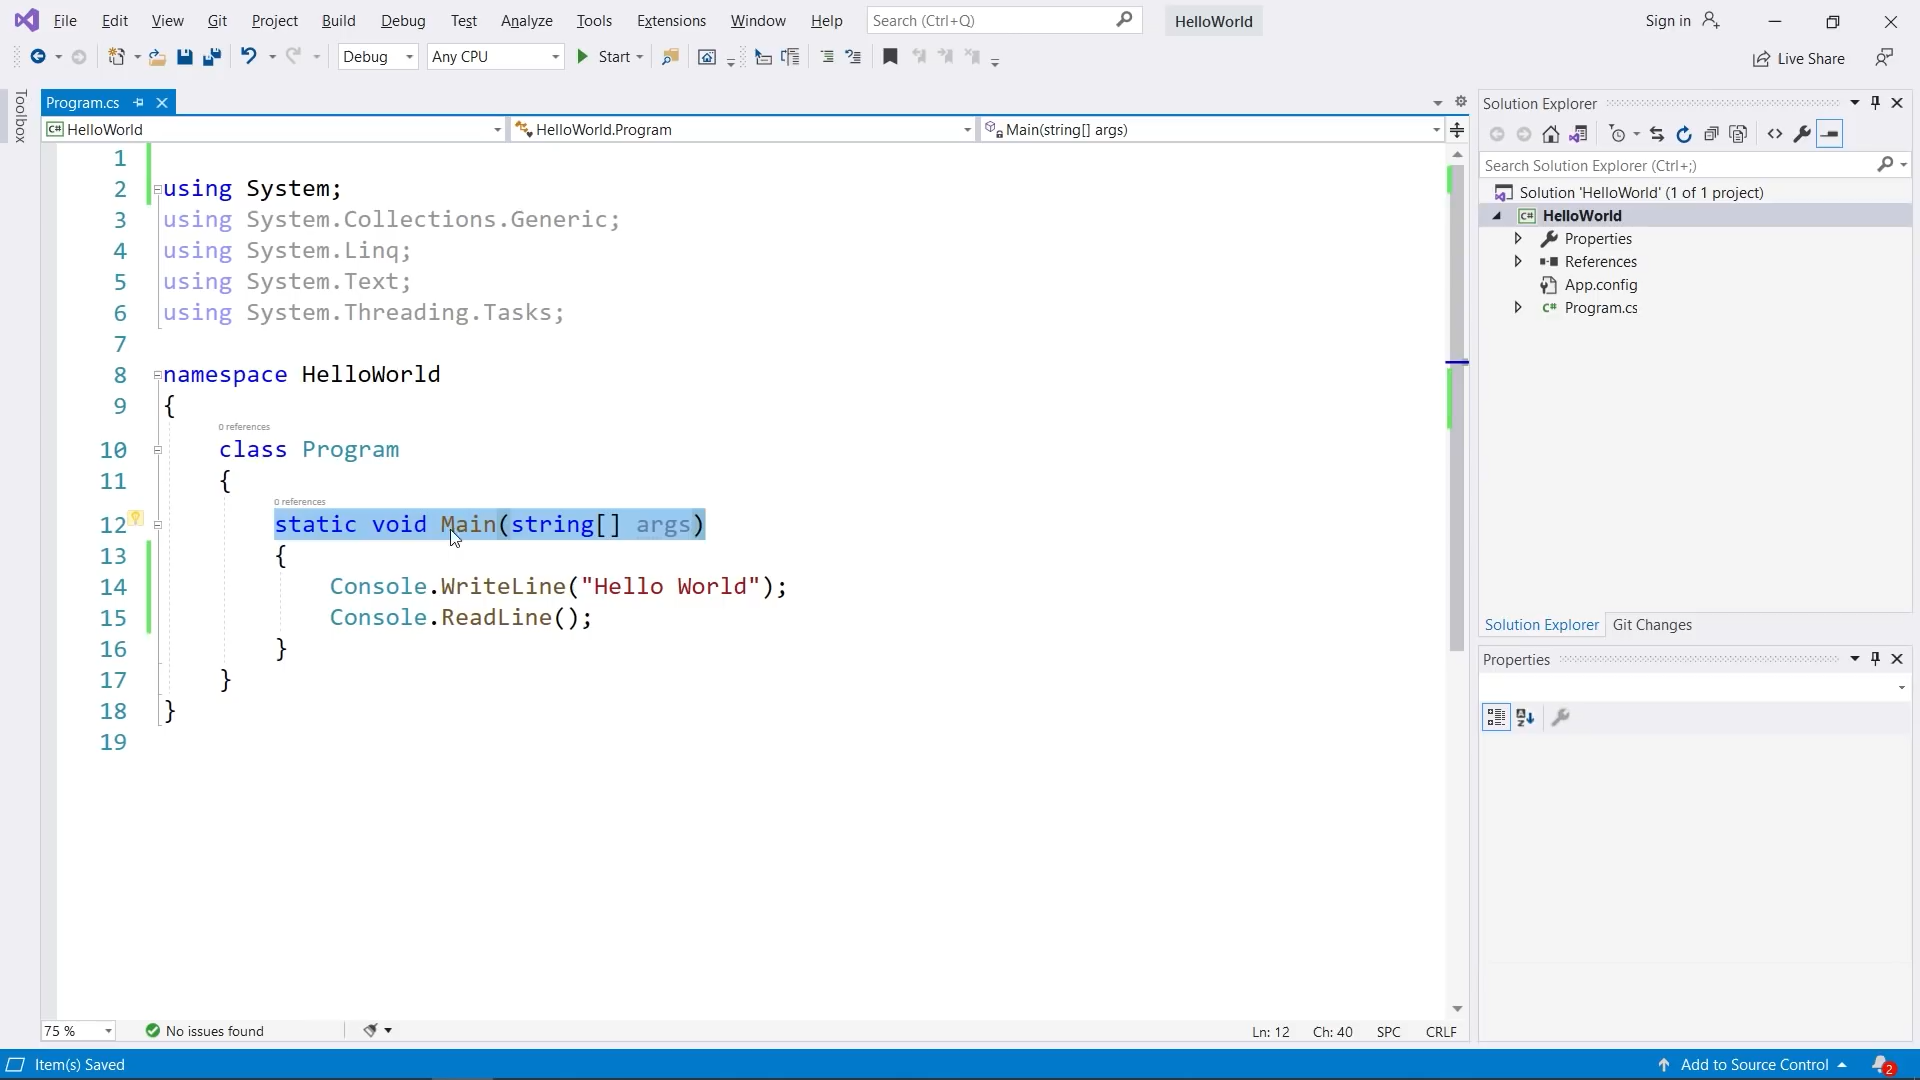 File Edit View Git Project Build Debug Test Analyze Tools Extensions Window Help Search (Ctrl+Q) HelloWorld Sign in
Debug Any CPU Start Live Share
Toolbox
Program.cs
HelloWorld HelloWorld.Program Main(string[] args)
1
2 using System;
3 using System.Collections.Generic;
4 using System.Linq;
5 using System.Text;
6 using System.Threading.Tasks;
7
8 namespace HelloWorld
9 {
0 references
10 class Program
11 {
0 references
12 static void Main(string[] args)
13 {
14 Console.WriteLine("Hello World");
15 Console.ReadLine();
16 }
17 }
18 }
19
75 % No issues found Ln: 12 Ch: 40 SPC CRLF
Solution Explorer
Search Solution Explorer (Ctrl+;)
Solution 'HelloWorld' (1 of 1 project)
C# HelloWorld
Properties
References
App.config
C# Program.cs
Solution Explorer Git Changes
Properties
Item(s) Saved Add to Source Control 2